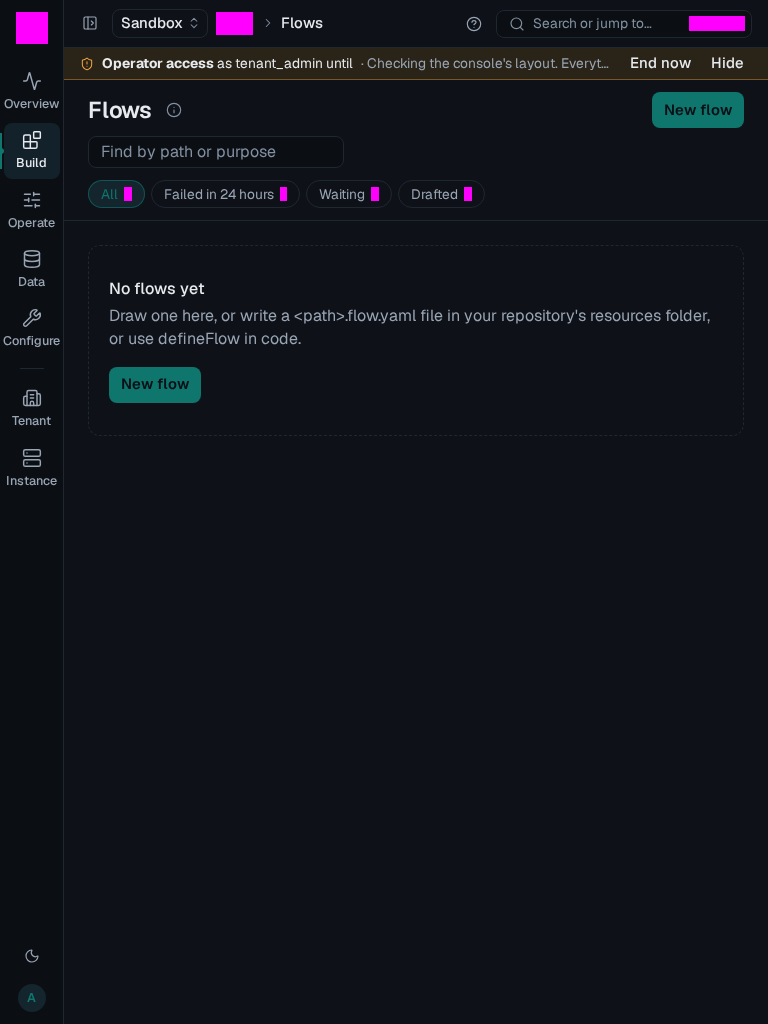 Sandbox
Flows
Search or jump to…
Operator access as tenant_admin until · Checking the console's layout. Everyt…
End now
Hide
Overview
Build
Operate
Data
Configure
Tenant
Instance
A
Flows
New flow
Find by path or purpose
All
Failed in 24 hours
Waiting
Drafted
No flows yet
Draw one here, or write a <path>.flow.yaml file in your repository's resources folder,
or use defineFlow in code.
New flow